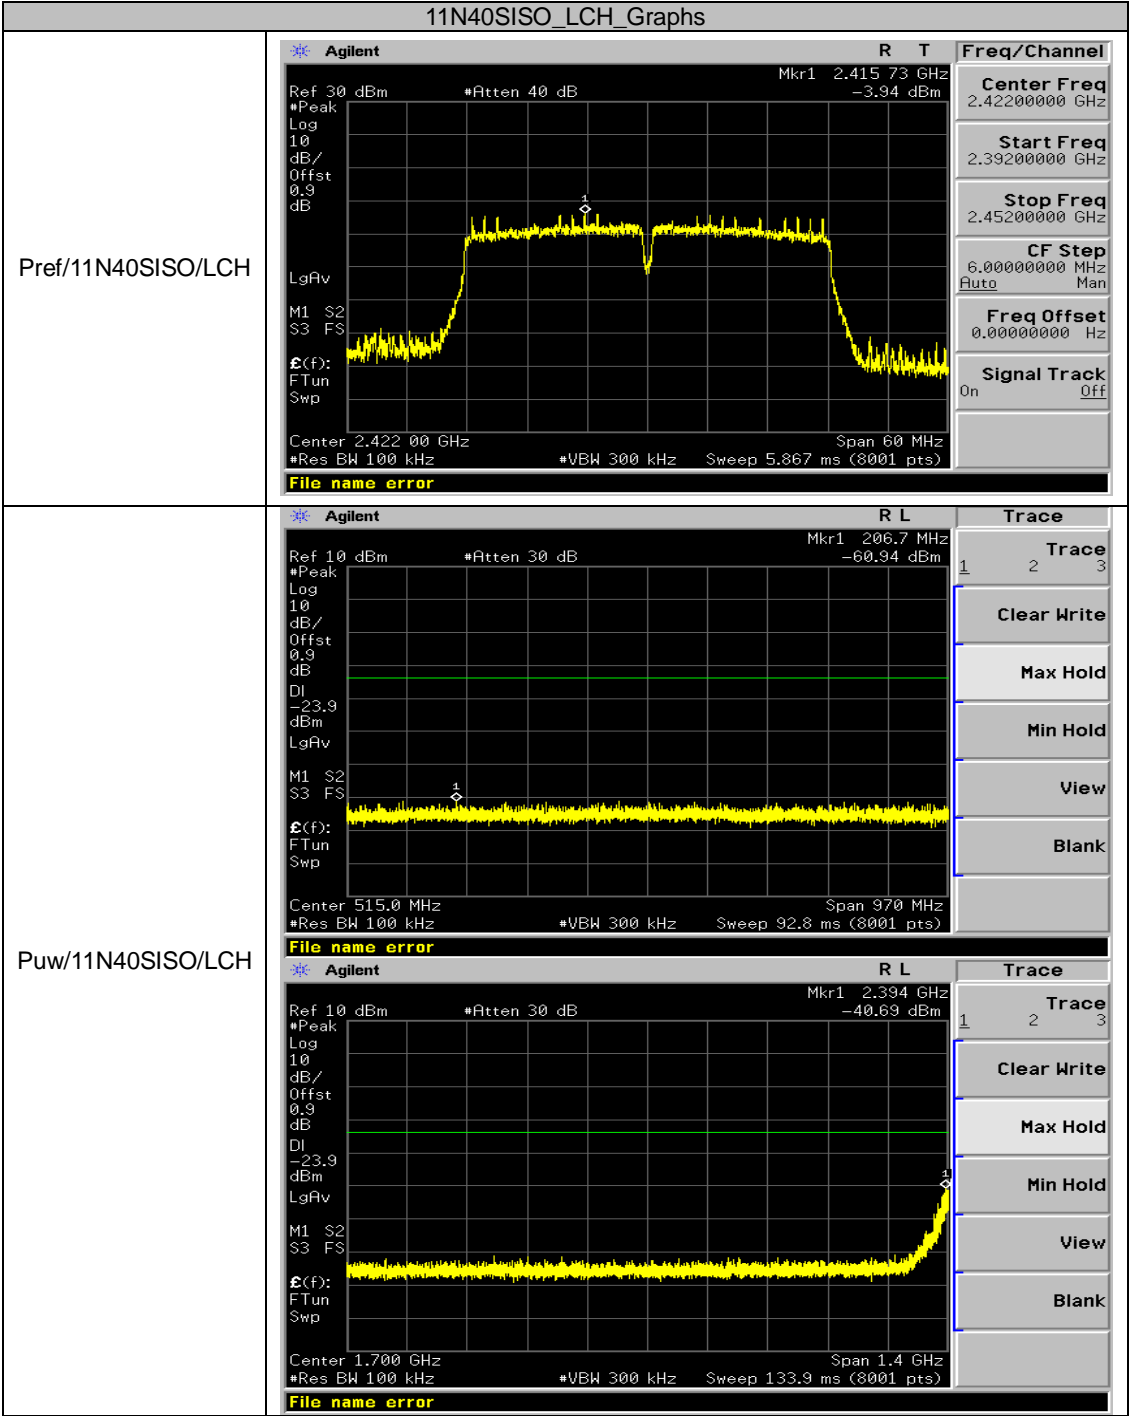 11N40SISO_LCH_Graphs
Pref/11N40SISO/LCH
Agilent R T Freq/Channel
Mkr1 2.415 73 GHz
Ref 30 dBm #Atten 40 dB -3.94 dBm
#Peak
Log
10
dB/
Offst
0.9
dB
1
LgAv
M1 S2
S3 FS
£(f):
FTun
Swp
Center 2.422 00 GHz Span 60 MHz
#Res BW 100 kHz #VBW 300 kHz Sweep 5.867 ms (8001 pts)
File name error
Center Freq
2.42200000 GHz
Start Freq
2.39200000 GHz
Stop Freq
2.45200000 GHz
CF Step
6.00000000 MHz
Auto Man
Freq Offset
0.00000000 Hz
Signal Track
On Off
Puw/11N40SISO/LCH
Agilent R L Trace
Mkr1 206.7 MHz
Ref 10 dBm #Atten 30 dB -60.94 dBm
#Peak
Log
10
dB/
Offst
0.9
dB
DI
-23.9
dBm
LgAv
1
M1 S2
S3 FS
£(f):
FTun
Swp
Center 515.0 MHz Span 970 MHz
#Res BW 100 kHz #VBW 300 kHz Sweep 92.8 ms (8001 pts)
File name error
Trace
1 2 3
Clear Write
Max Hold
Min Hold
View
Blank
Agilent R L Trace
Mkr1 2.394 GHz
Ref 10 dBm #Atten 30 dB -40.69 dBm
#Peak
Log
10
dB/
Offst
0.9
dB
DI
-23.9
dBm
LgAv
1
M1 S2
S3 FS
£(f):
FTun
Swp
Center 1.700 GHz Span 1.4 GHz
#Res BW 100 kHz #VBW 300 kHz Sweep 133.9 ms (8001 pts)
File name error
Trace
1 2 3
Clear Write
Max Hold
Min Hold
View
Blank